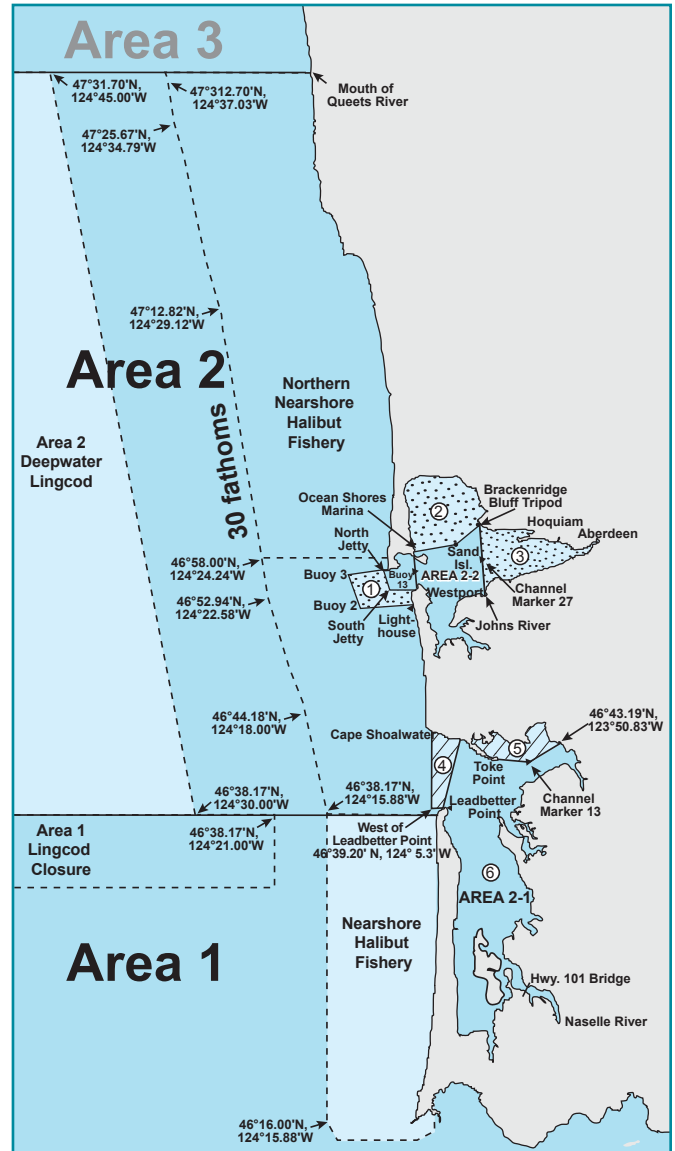 Area 3
47°31.70'N,
124°45.00'W
47°312.70'N,
124°37.03'W
Mouth of
Queets River
47°25.67'N,
124°34.79'W
47°12.82'N,
124°29.12'W
Area 2
30 fathoms
Northern
Nearshore
Halibut
Fishery
Area 2
Deepwater
Lingcod
Ocean Shores
Marina
2
Brackenridge
Bluff Tripod
Hoquiam
Aberdeen
North
Jetty
Sand
Isl.
3
46°58.00'N,
124°24.24'W
Buoy 3
1
Buoy
13
AREA 2-2
Channel
Marker 27
46°52.94'N,
124°22.58'W
Buoy 2
Westport
South
Jetty
Light-
house
Johns River
46°44.18'N,
124°18.00'W
Cape Shoalwater
46°43.19'N,
123°50.83'W
4
5
Toke
Point
Channel
Marker 13
46°38.17'N,
124°30.00'W
46°38.17'N,
124°15.88'W
Leadbetter
Point
Area 1
Lingcod
Closure
46°38.17'N,
124°21.00'W
West of
Leadbetter Point
46°39.20' N, 124° 5.3' W
6
AREA 2-1
Area 1
Nearshore
Halibut
Fishery
Hwy. 101 Bridge
Naselle River
46°16.00'N,
124°15.88'W